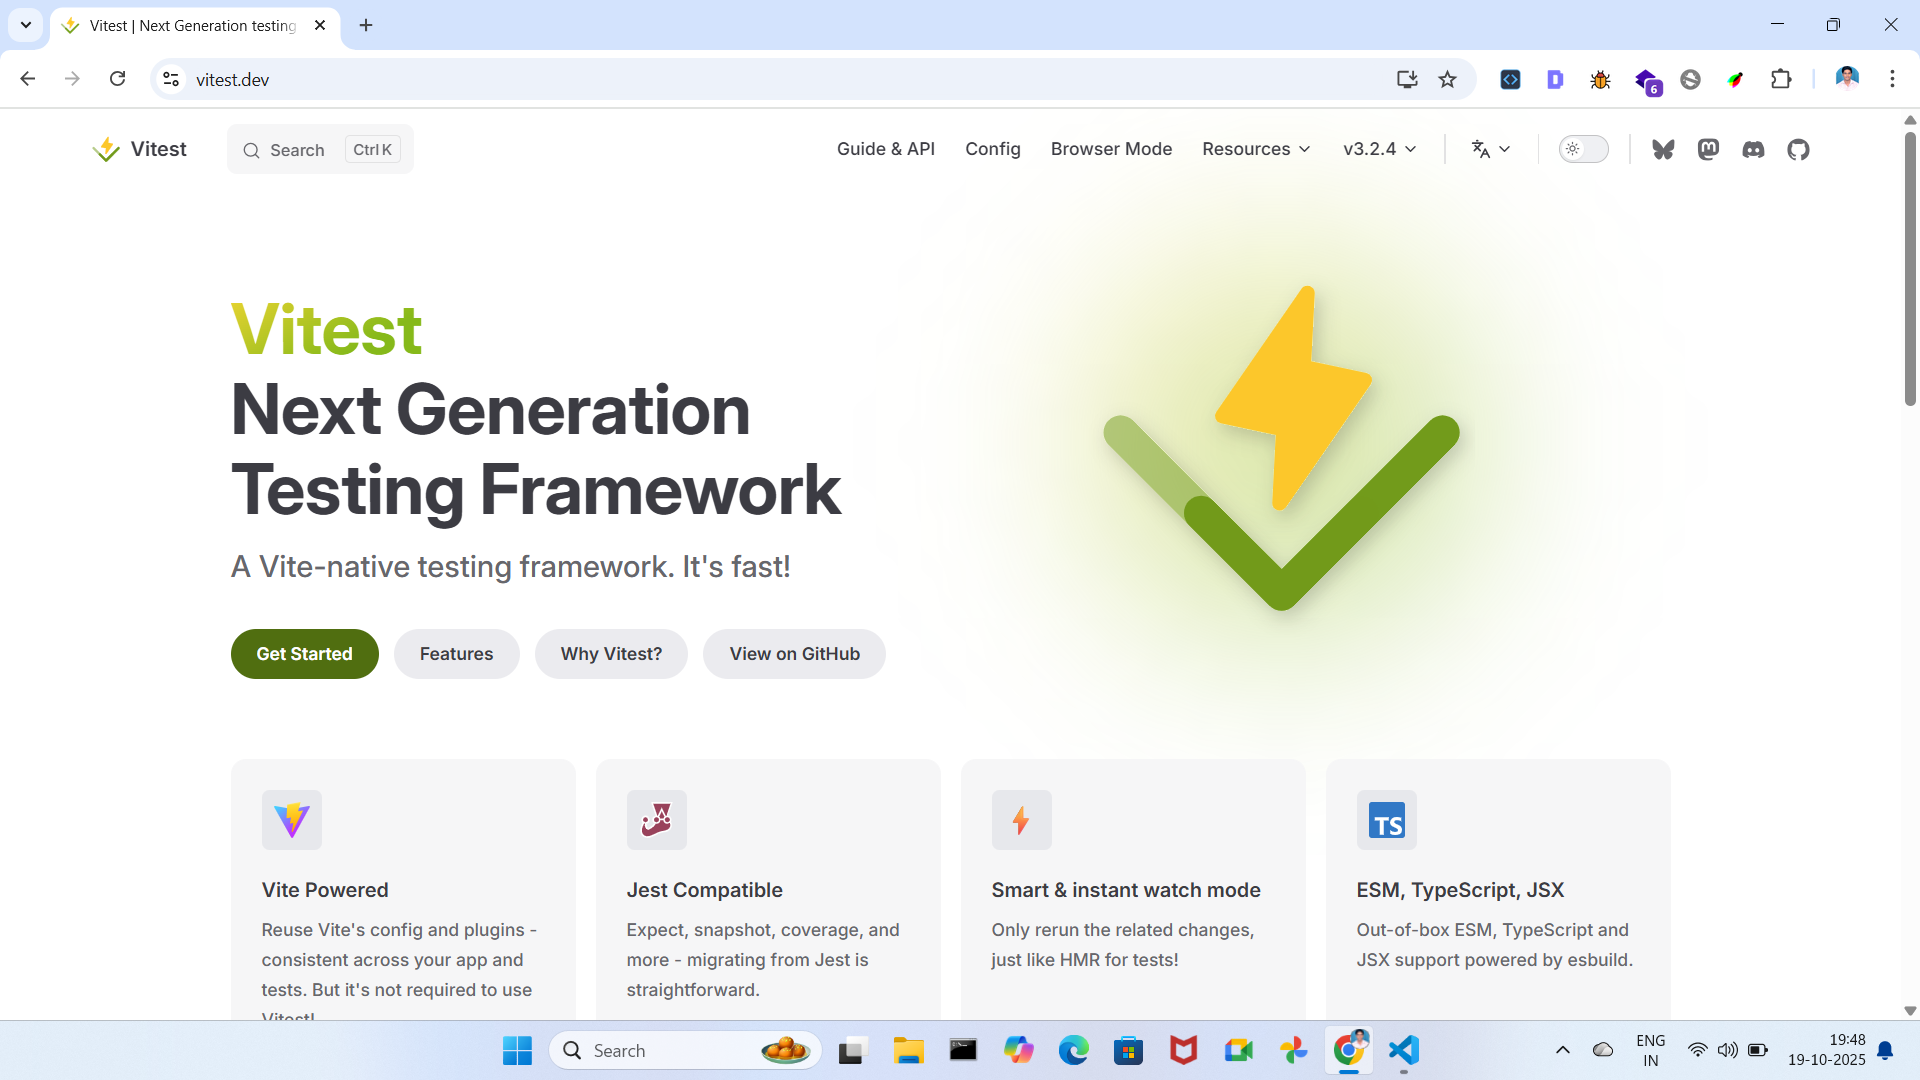 Vitest | Next Generation testing
vitest.dev
6
Vitest
Search
Ctrl K
Guide & API
Config
Browser Mode
Resources
v3.2.4
Vitest
Next Generation
Testing Framework
A Vite-native testing framework. It's fast!
Get Started
Features
Why Vitest?
View on GitHub
Vite Powered
Reuse Vite's config and plugins -
consistent across your app and
tests. But it's not required to use
Vitest!
Jest Compatible
Expect, snapshot, coverage, and
more - migrating from Jest is
straightforward.
Smart & instant watch mode
Only rerun the related changes,
just like HMR for tests!
TS
ESM, TypeScript, JSX
Out-of-box ESM, TypeScript and
JSX support powered by esbuild.
Search
ENG
IN
19:48
19-10-2025